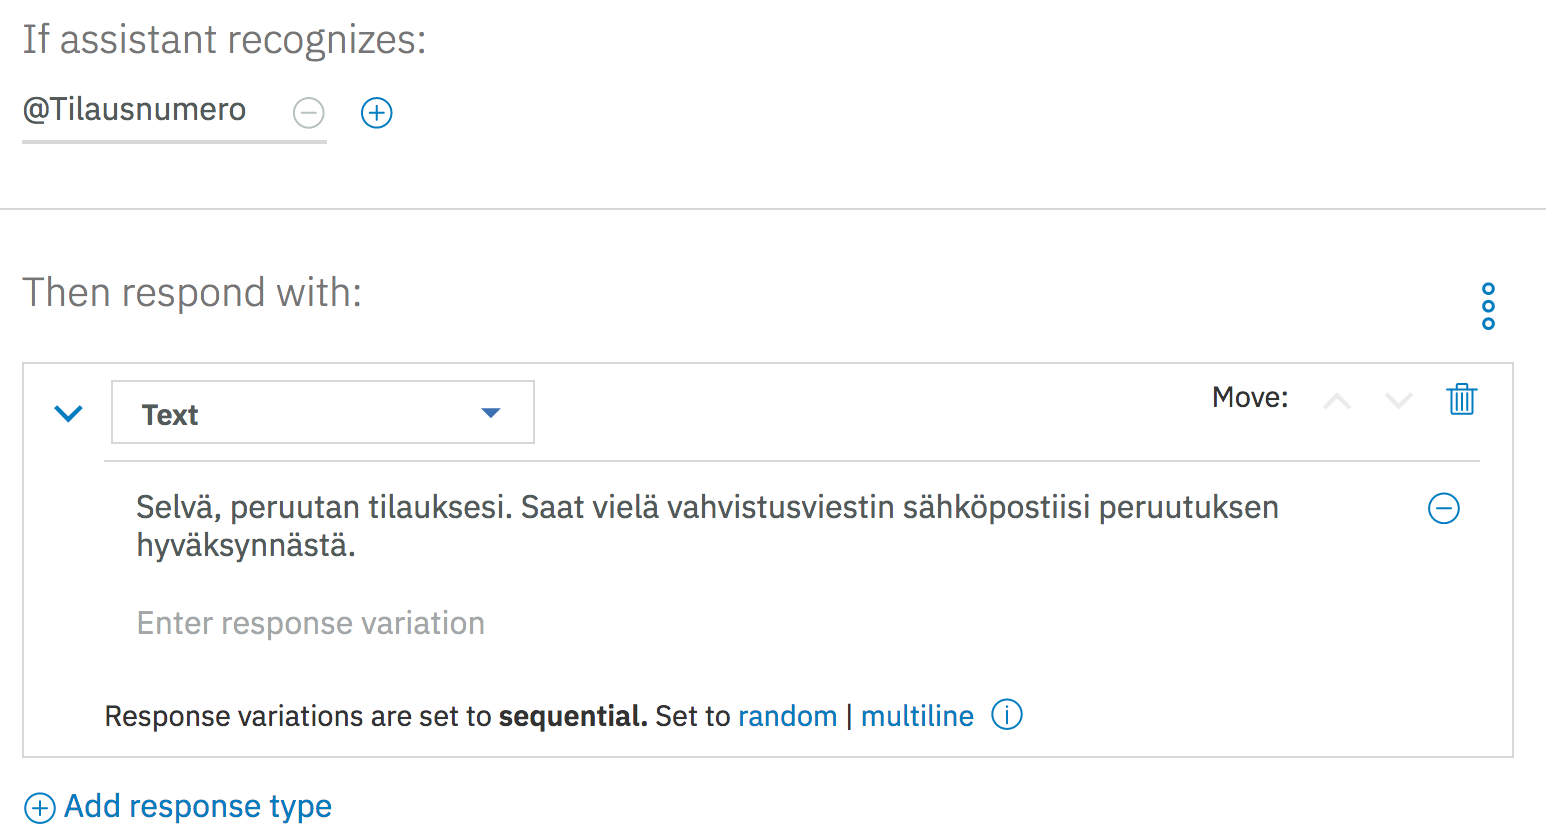 If assistant recognizes:
@Tilausnumero
Then respond with:
Text
Move:
Selvä, peruutan tilauksesi. Saat vielä vahvistusviestin sähköpostiisi peruutuksen
hyväksynnästä.
Enter response variation
Response variations are set to sequential. Set to random | multiline
Add response type